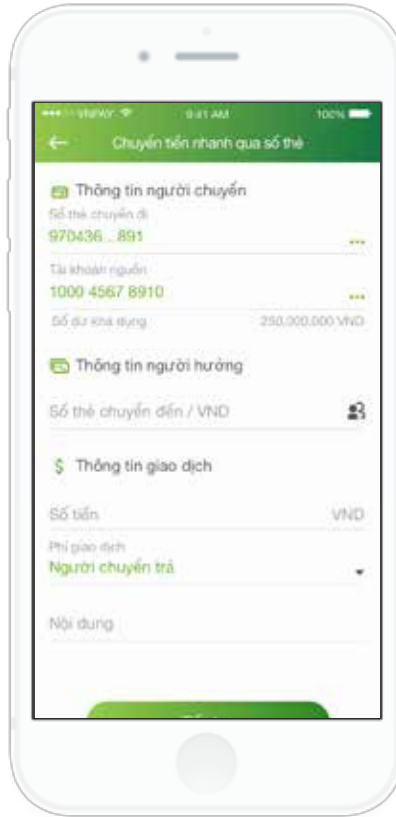 9:41 AM 100%
Chuyển tiền nhanh qua số thẻ
Thông tin người chuyển
Số thẻ chuyển đi
970436...891
Tài khoản nguồn
1000 4567 8910
Số dư khả dụng 250,000,000 VND
Thông tin người hưởng
Số thẻ chuyển đến / VND
$ Thông tin giao dịch
Số tiền VND
Phí giao dịch
Người chuyển trả
Nội dung